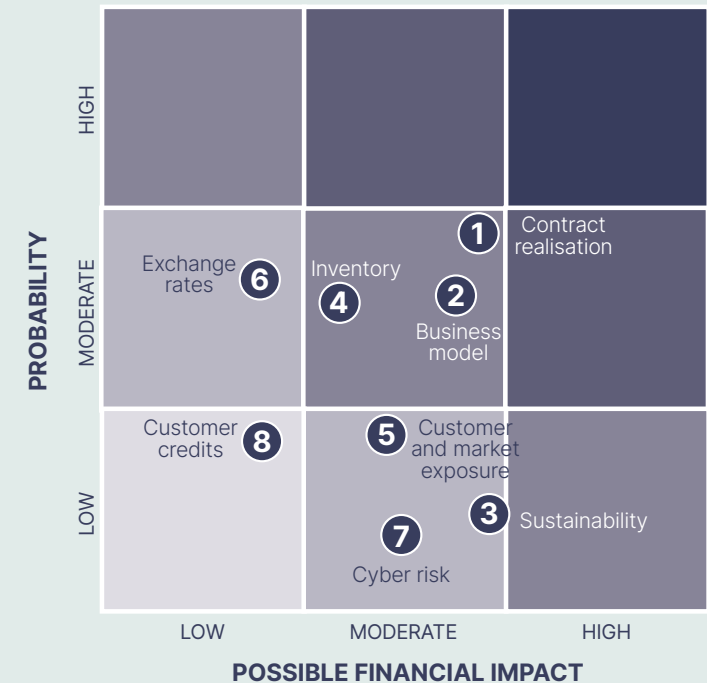 PROBABILITY
HIGH
MODERATE
LOW
1
Contract
realisation
Exchange
rates
6
Inventory
4
2
Business
model
Customer
credits
8
5
Customer
and market
exposure
3
Sustainability
7
Cyber risk
LOW
MODERATE
HIGH
POSSIBLE FINANCIAL IMPACT